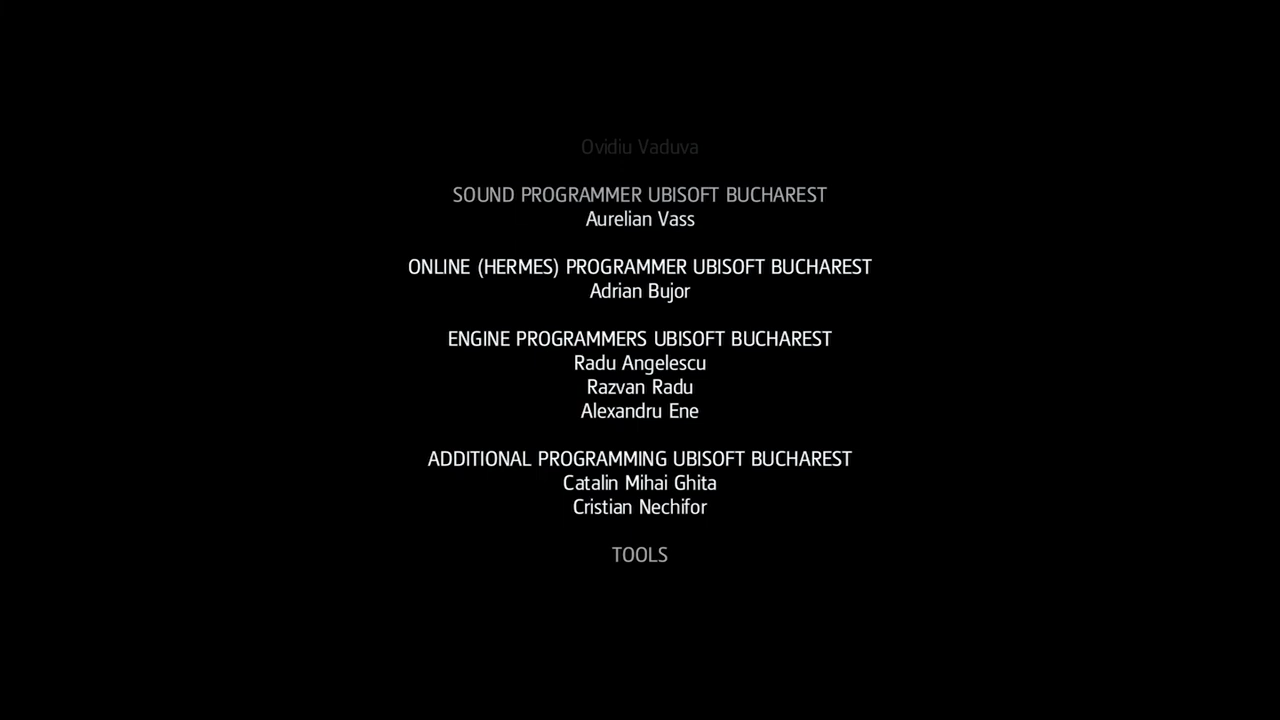 Ovidiu Vaduva
SOUND PROGRAMMER UBISOFT BUCHAREST
Aurelian Vass
ONLINE (HERMES) PROGRAMMER UBISOFT BUCHAREST
Adrian Bujor
ENGINE PROGRAMMERS UBISOFT BUCHAREST
Radu Angelescu
Razvan Radu
Alexandru Ene
ADDITIONAL PROGRAMMING UBISOFT BUCHAREST
Catalin Mihai Ghita
Cristian Nechifor
TOOLS